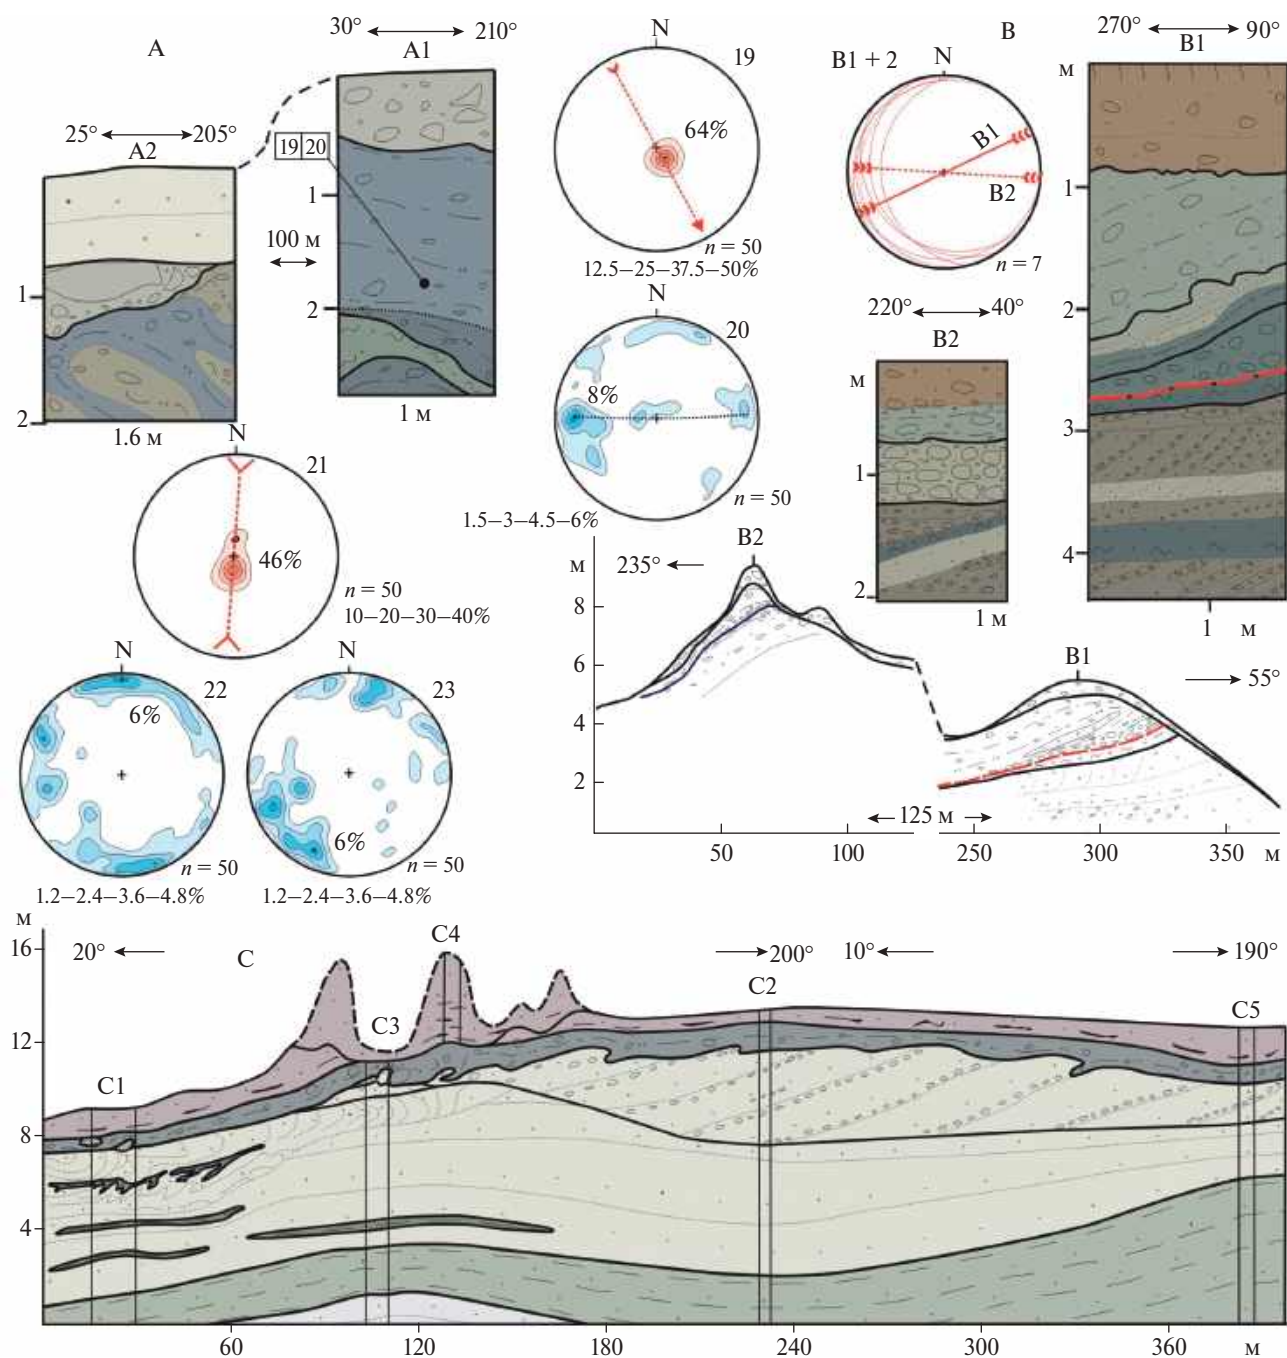 A
30° 210°
A1
25° 205°
A2
19 20
1
100 м
2
1 м
1
2
1.6 м
N
19
64%
n = 50
12.5–25–37.5–50%
N
20
8%
n = 50
1.5–3–4.5–6%
N
21
46%
n = 50
10–20–30–40%
N
22
6%
n = 50
1.2–2.4–3.6–4.8%
N
23
6%
n = 50
1.2–2.4–3.6–4.8%
B
B1 + 2
N
B1
B2
n = 7
270° 90°
B1
м
1
2
3
4
1 м
220° 40°
B2
м
1
2
1 м
м
235°
B2
8
6
4
2
B1
55°
125 м
50 100 250 300 350 м
м
16
12
8
4
20°
C
C4
200°
10°
190°
C3
C2
C5
C1
60 120 180 240 300 360 м